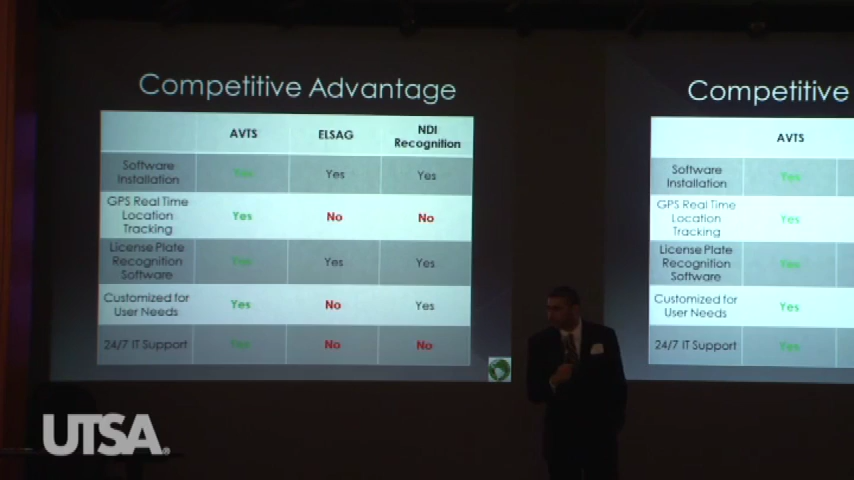 Competitive Advantage
AVTS ELSAG NDI Recognition
Software Installation Yes Yes Yes
GPS Real Time Location Tracking Yes No No
License Plate Recognition Software Yes Yes Yes
Customized for User Needs Yes No Yes
24/7 IT Support Yes No No
Competitive
AVTS
Software Installation Yes
GPS Real Time Location Tracking Yes
License Plate Recognition Software Yes
Customized for User Needs Yes
24/7 IT Support Yes
UTSA